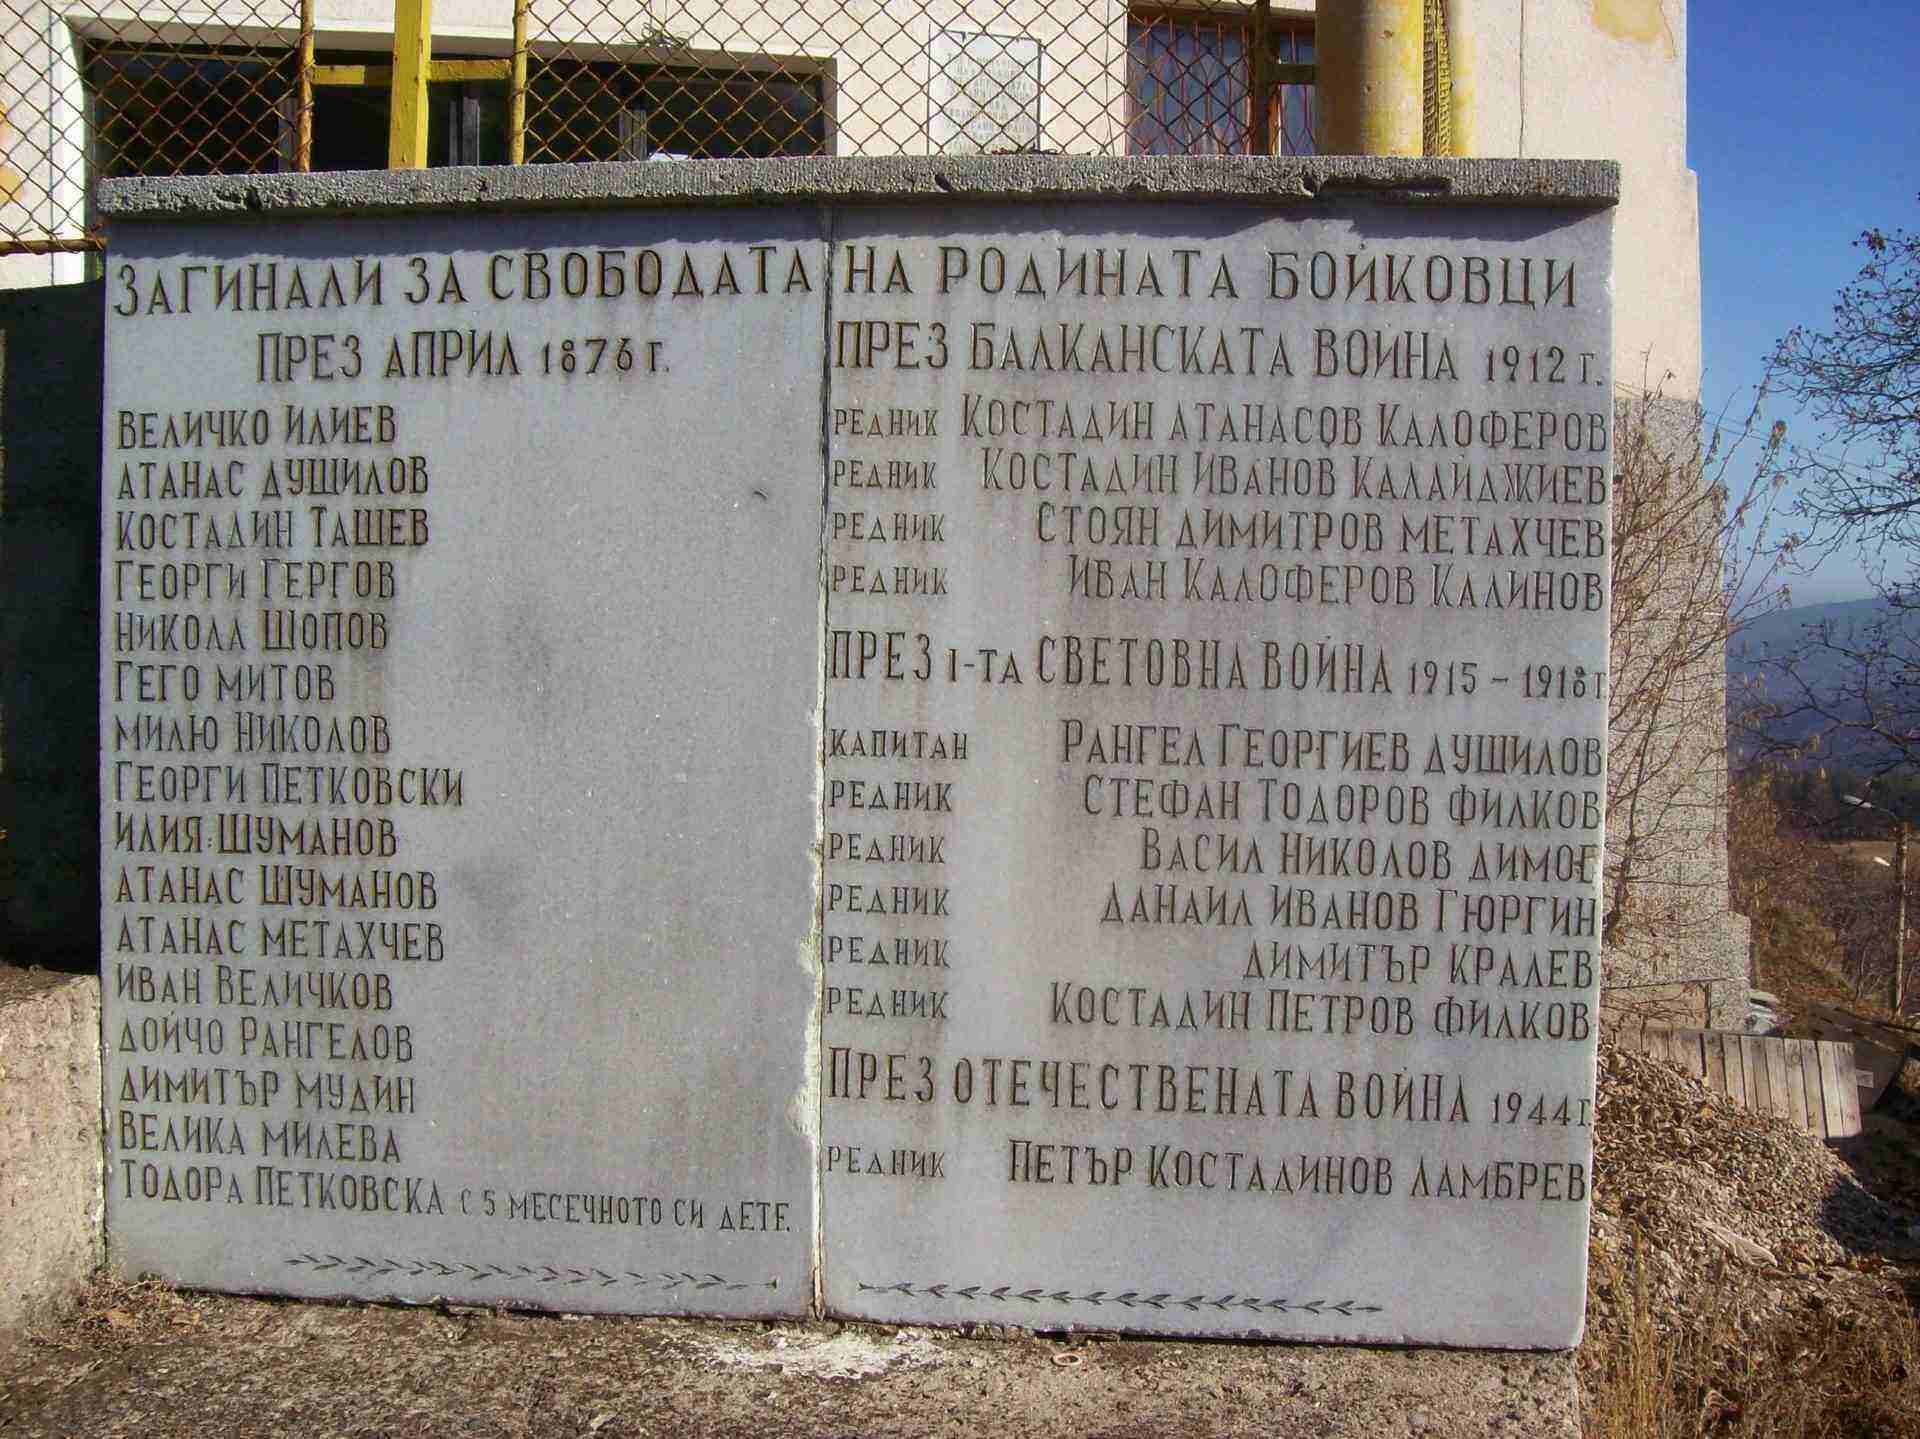 ЗАГИНАЛИ ЗА СВОБОДАТА НА РОДИНАТА БОЙКОВЦИ
ПРЕЗ АПРИЛ 1876 Г.
ВЕЛИЧКО ИЛИЕВ
АТАНАС ДУЩИЛОВ
КОСТАДИН ТАШЕВ
ГЕОРГИ ГЕРГОВ
НИКОЛА ШОПОВ
ГЕГО МИТОВ
МИЛЮ НИКОЛОВ
ГЕОРГИ ПЕТКОВСКИ
ИЛИЯ ШУМАНОВ
АТАНАС ШУМАНОВ
АТАНАС МЕТАХЧЕВ
ИВАН ВЕЛИЧКОВ
ДОЙЧО РАНГЕЛОВ
ДИМИТЪР МУДИН
ВЕЛИКА МИЛЕВА
ТОДОРА ПЕТКОВСКА С 5 МЕСЕЧНОТО СИ ДЕТЕ.
ПРЕЗ БАЛКАНСКАТА ВОЙНА 1912 Г.
РЕДНИК КОСТАДИН АТАНАСОВ КАЛОФЕРОВ
РЕДНИК КОСТАДИН ИВАНОВ КАЛАЙДЖИЕВ
РЕДНИК СТОЯН ДИМИТРОВ МЕТАХЧЕВ
РЕДНИК ИВАН КАЛОФЕРОВ КАЛИНОВ
ПРЕЗ I-ТА СВЕТОВНА ВОЙНА 1915 - 1918 Г
КАПИТАН РАНГЕЛ ГЕОРГИЕВ ДУЩИЛОВ
РЕДНИК СТЕФАН ТОДОРОВ ФИЛКОВ
РЕДНИК ВАСИЛ НИКОЛОВ ДИМОЕ
РЕДНИК ДАНАИЛ ИВАНОВ ГЮРГИН
РЕДНИК ДИМИТЪР КРАЛЕВ
РЕДНИК КОСТАДИН ПЕТРОВ ФИЛКОВ
ПРЕЗ ОТЕЧЕСТВЕНАТА ВОЙНА 1944 Г.
РЕДНИК ПЕТЪР КОСТАДИНОВ ЛАМБРЕВ